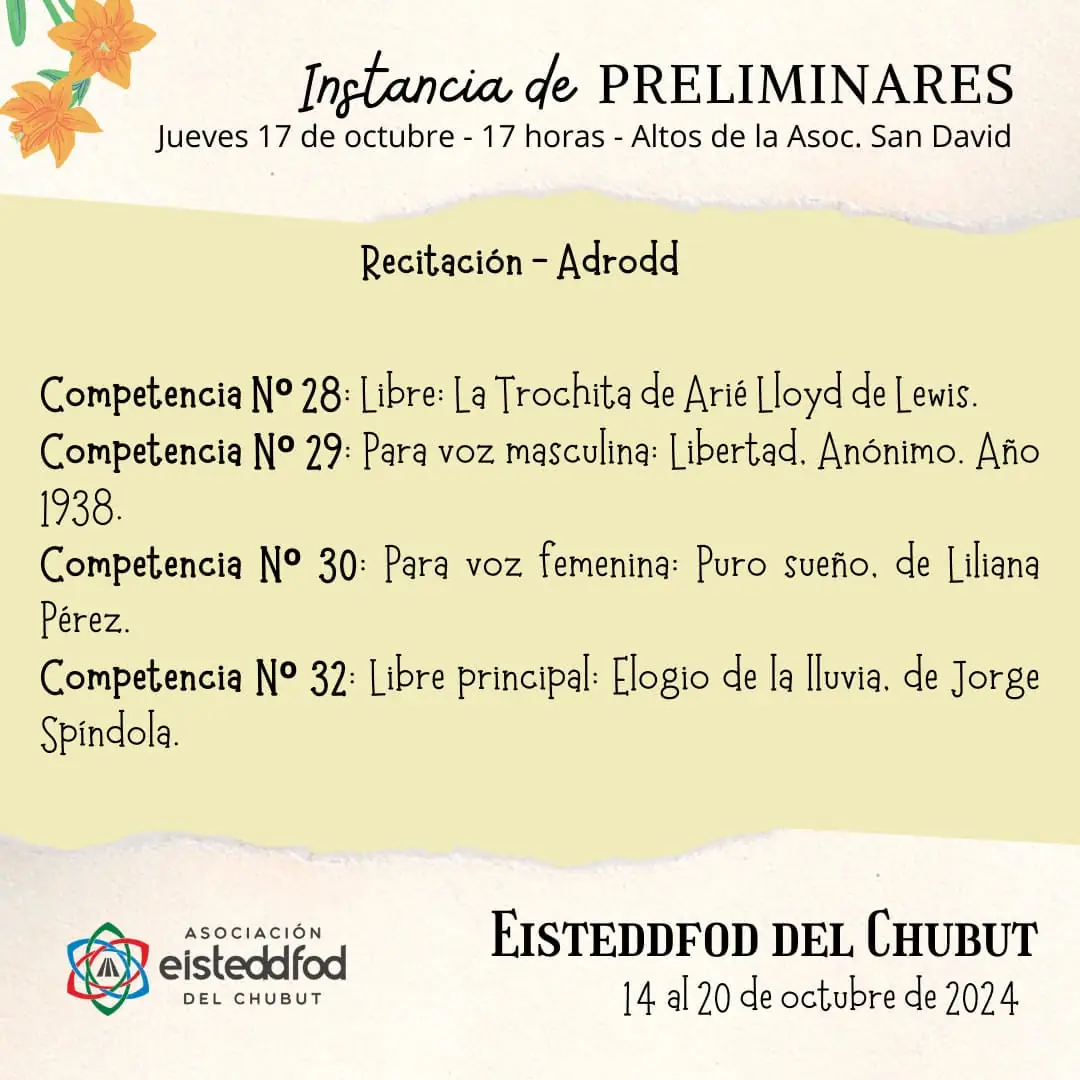 Instancia de PRELIMINARES
Jueves 17 de octubre - 17 horas - Altos de la Asoc. San David
Recitación - Adrodd
Competencia Nº 28: Libre: La Trochita de Arié Lloyd de Lewis.
Competencia Nº 29: Para voz masculina: Libertad, Anónimo. Año
1938.
Competencia Nº 30: Para voz femenina: Puro sueño, de Liliana
Pérez.
Competencia Nº 32: Libre principal: Elogio de la lluvia, de Jorge
Spíndola.
ASOCIACIÓN
eisteddfod
DEL CHUBUT
EISTEDDFOD DEL CHUBUT
14 al 20 de octubre de 2024